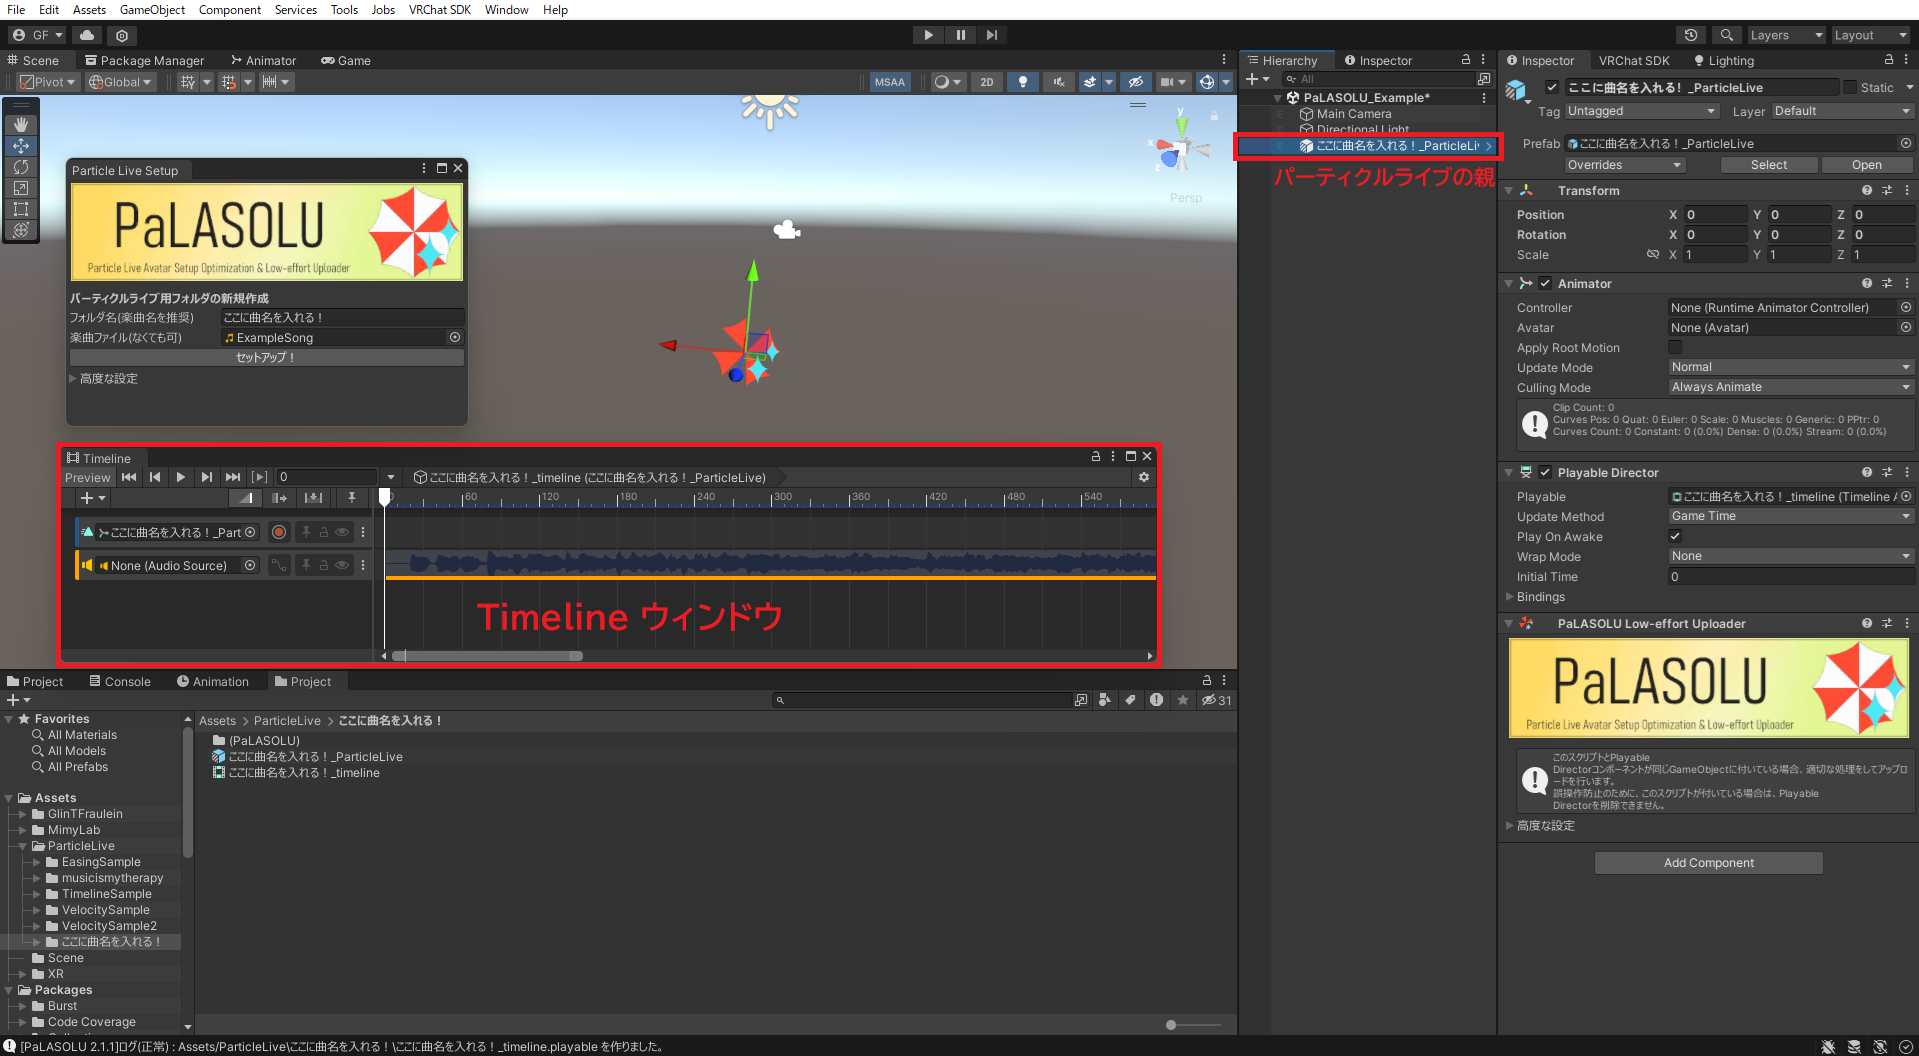 File Edit Assets GameObject Component Services Tools Jobs VRChat SDK Window Help
GF Layers Layout
Scene Package Manager Animator Game
Pivot Global MSAA 2D
Persp
y
x
z
Particle Live Setup
PaLASOLU
Particle Live Avatar Setup Optimization & Low-effort Uploader
パーティクルライブ用フォルダの新規作成
フォルダ名(楽曲名を推奨) ここに曲名を入れる！
楽曲ファイル(なくても可) ExampleSong
セットアップ！
高度な設定
Timeline
Preview 0 ここに曲名を入れる！_timeline (ここに曲名を入れる！_ParticleLive)
0 60 120 180 240 300 360 420 480 540
ここに曲名を入れる！_Part
None (Audio Source)
Timeline ウィンドウ
Hierarchy Inspector
All
PaLASOLU_Example*
Main Camera
Directional Light
ここに曲名を入れる！_ParticleLi
パーティクルライブの親
Inspector VRChat SDK Lighting
ここに曲名を入れる！_ParticleLive Static
Tag Untagged Layer Default
Prefab ここに曲名を入れる！_ParticleLive
Overrides Select Open
Transform
Position X 0 Y 0 Z 0
Rotation X 0 Y 0 Z 0
Scale X 1 Y 1 Z 1
Animator
Controller None (Runtime Animator Controller)
Avatar None (Avatar)
Apply Root Motion
Update Mode Normal
Culling Mode Always Animate
Clip Count: 0
Curves Pos: 0 Quat: 0 Euler: 0 Scale: 0 Muscles: 0 Generic: 0 PPtr: 0
Curves Count: 0 Constant: 0 (0.0%) Dense: 0 (0.0%) Stream: 0 (0.0%)
Playable Director
Playable ここに曲名を入れる！_timeline (Timeline A
Update Method Game Time
Play On Awake
Wrap Mode None
Initial Time 0
Bindings
PaLASOLU Low-effort Uploader
PaLASOLU
Particle Live Avatar Setup Optimization & Low-effort Uploader
このスクリプトとPlayable
Directorコンポーネントが同じGameObjectに付いている場合、適切な処理をしてアップロ
ードを行います。
誤操作防止のために、このスクリプトが付いている場合は、Playable
Directorを削除できません。
高度な設定
Add Component
Project Console Animation Project
31
Favorites
All Materials
All Models
All Prefabs
Assets
GlinTFraulein
MimyLab
ParticleLive
EasingSample
musicismytherapy
TimelineSample
VelocitySample
VelocitySample2
ここに曲名を入れる！
Scene
XR
Packages
Burst
Code Coverage
Assets > ParticleLive > ここに曲名を入れる！
(PaLASOLU)
ここに曲名を入れる！_ParticleLive
ここに曲名を入れる！_timeline
[PaLASOLU 2.1.1]ログ(正常) : Assets/ParticleLive\ここに曲名を入れる！\ここに曲名を入れる！_timeline.playable を作りました。